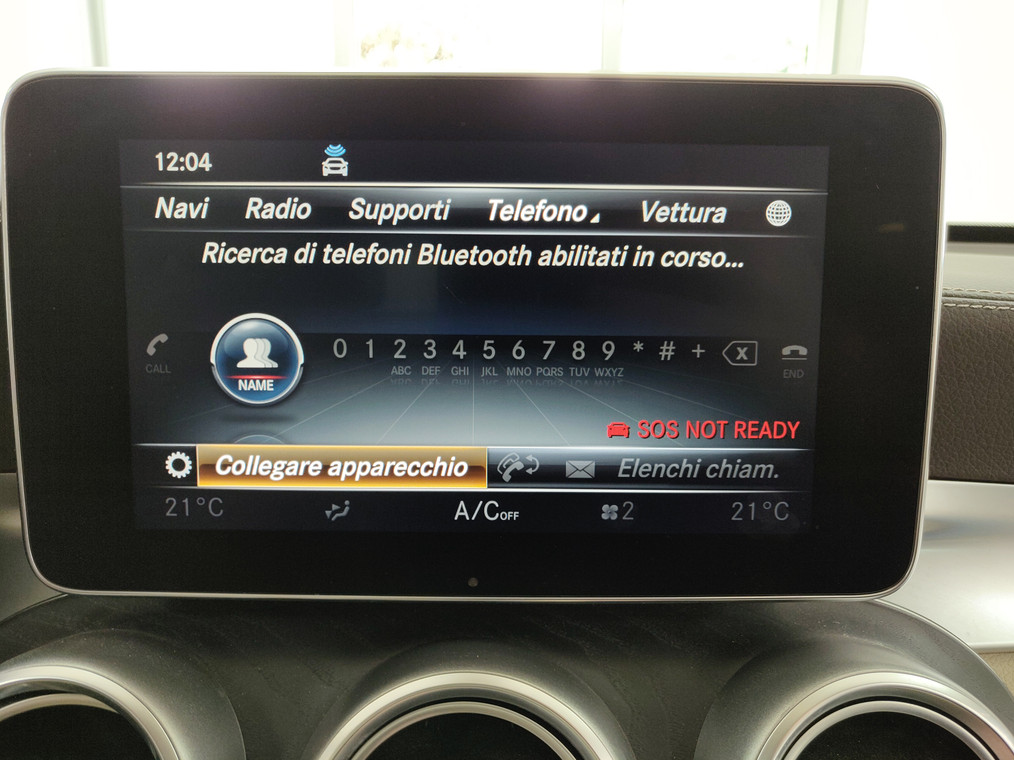 12:04
Navi Radio Supporti Telefono Vettura
Ricerca di telefoni Bluetooth abilitati in corso...
CALL NAME 0 1 2 3 4 5 6 7 8 9 * # + X END
ABC DEF GHI JKL MNO PQRS TUV WXYZ
SOS NOT READY
Collegare apparecchio Elenchi chiam.
21°C A/C OFF 2 21°C